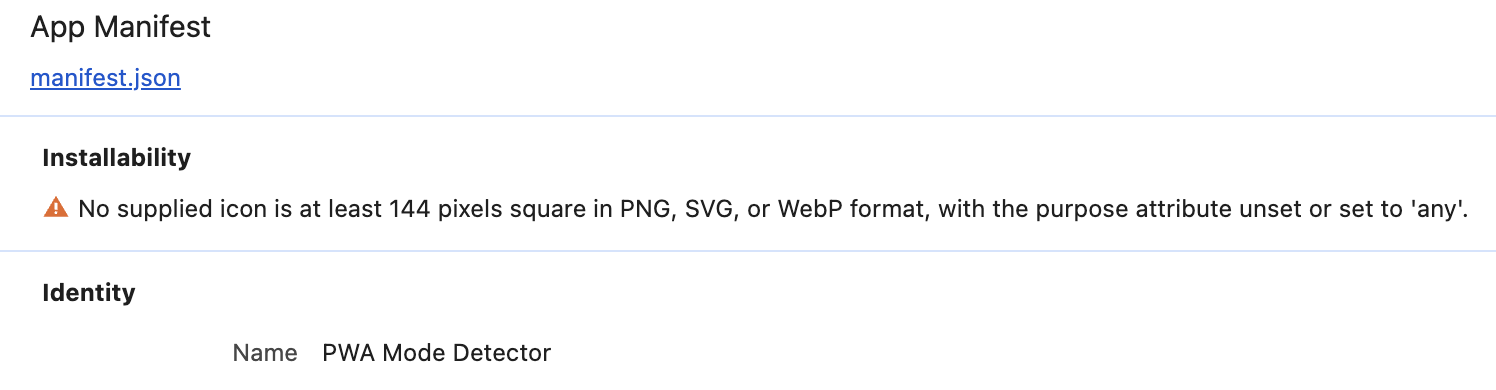 App Manifest
manifest.json
Installability
No supplied icon is at least 144 pixels square in PNG, SVG, or WebP format, with the purpose attribute unset or set to 'any'.
Identity
Name PWA Mode Detector